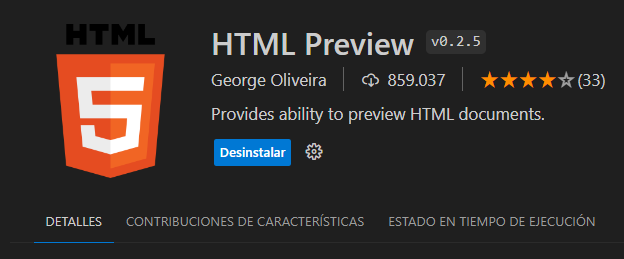 HTML
HTML Preview v0.2.5
George Oliveira 859.037 (33)
Provides ability to preview HTML documents.
Desinstalar
DETALLES CONTRIBUCIONES DE CARACTERÍSTICAS ESTADO EN TIEMPO DE EJECUCIÓN